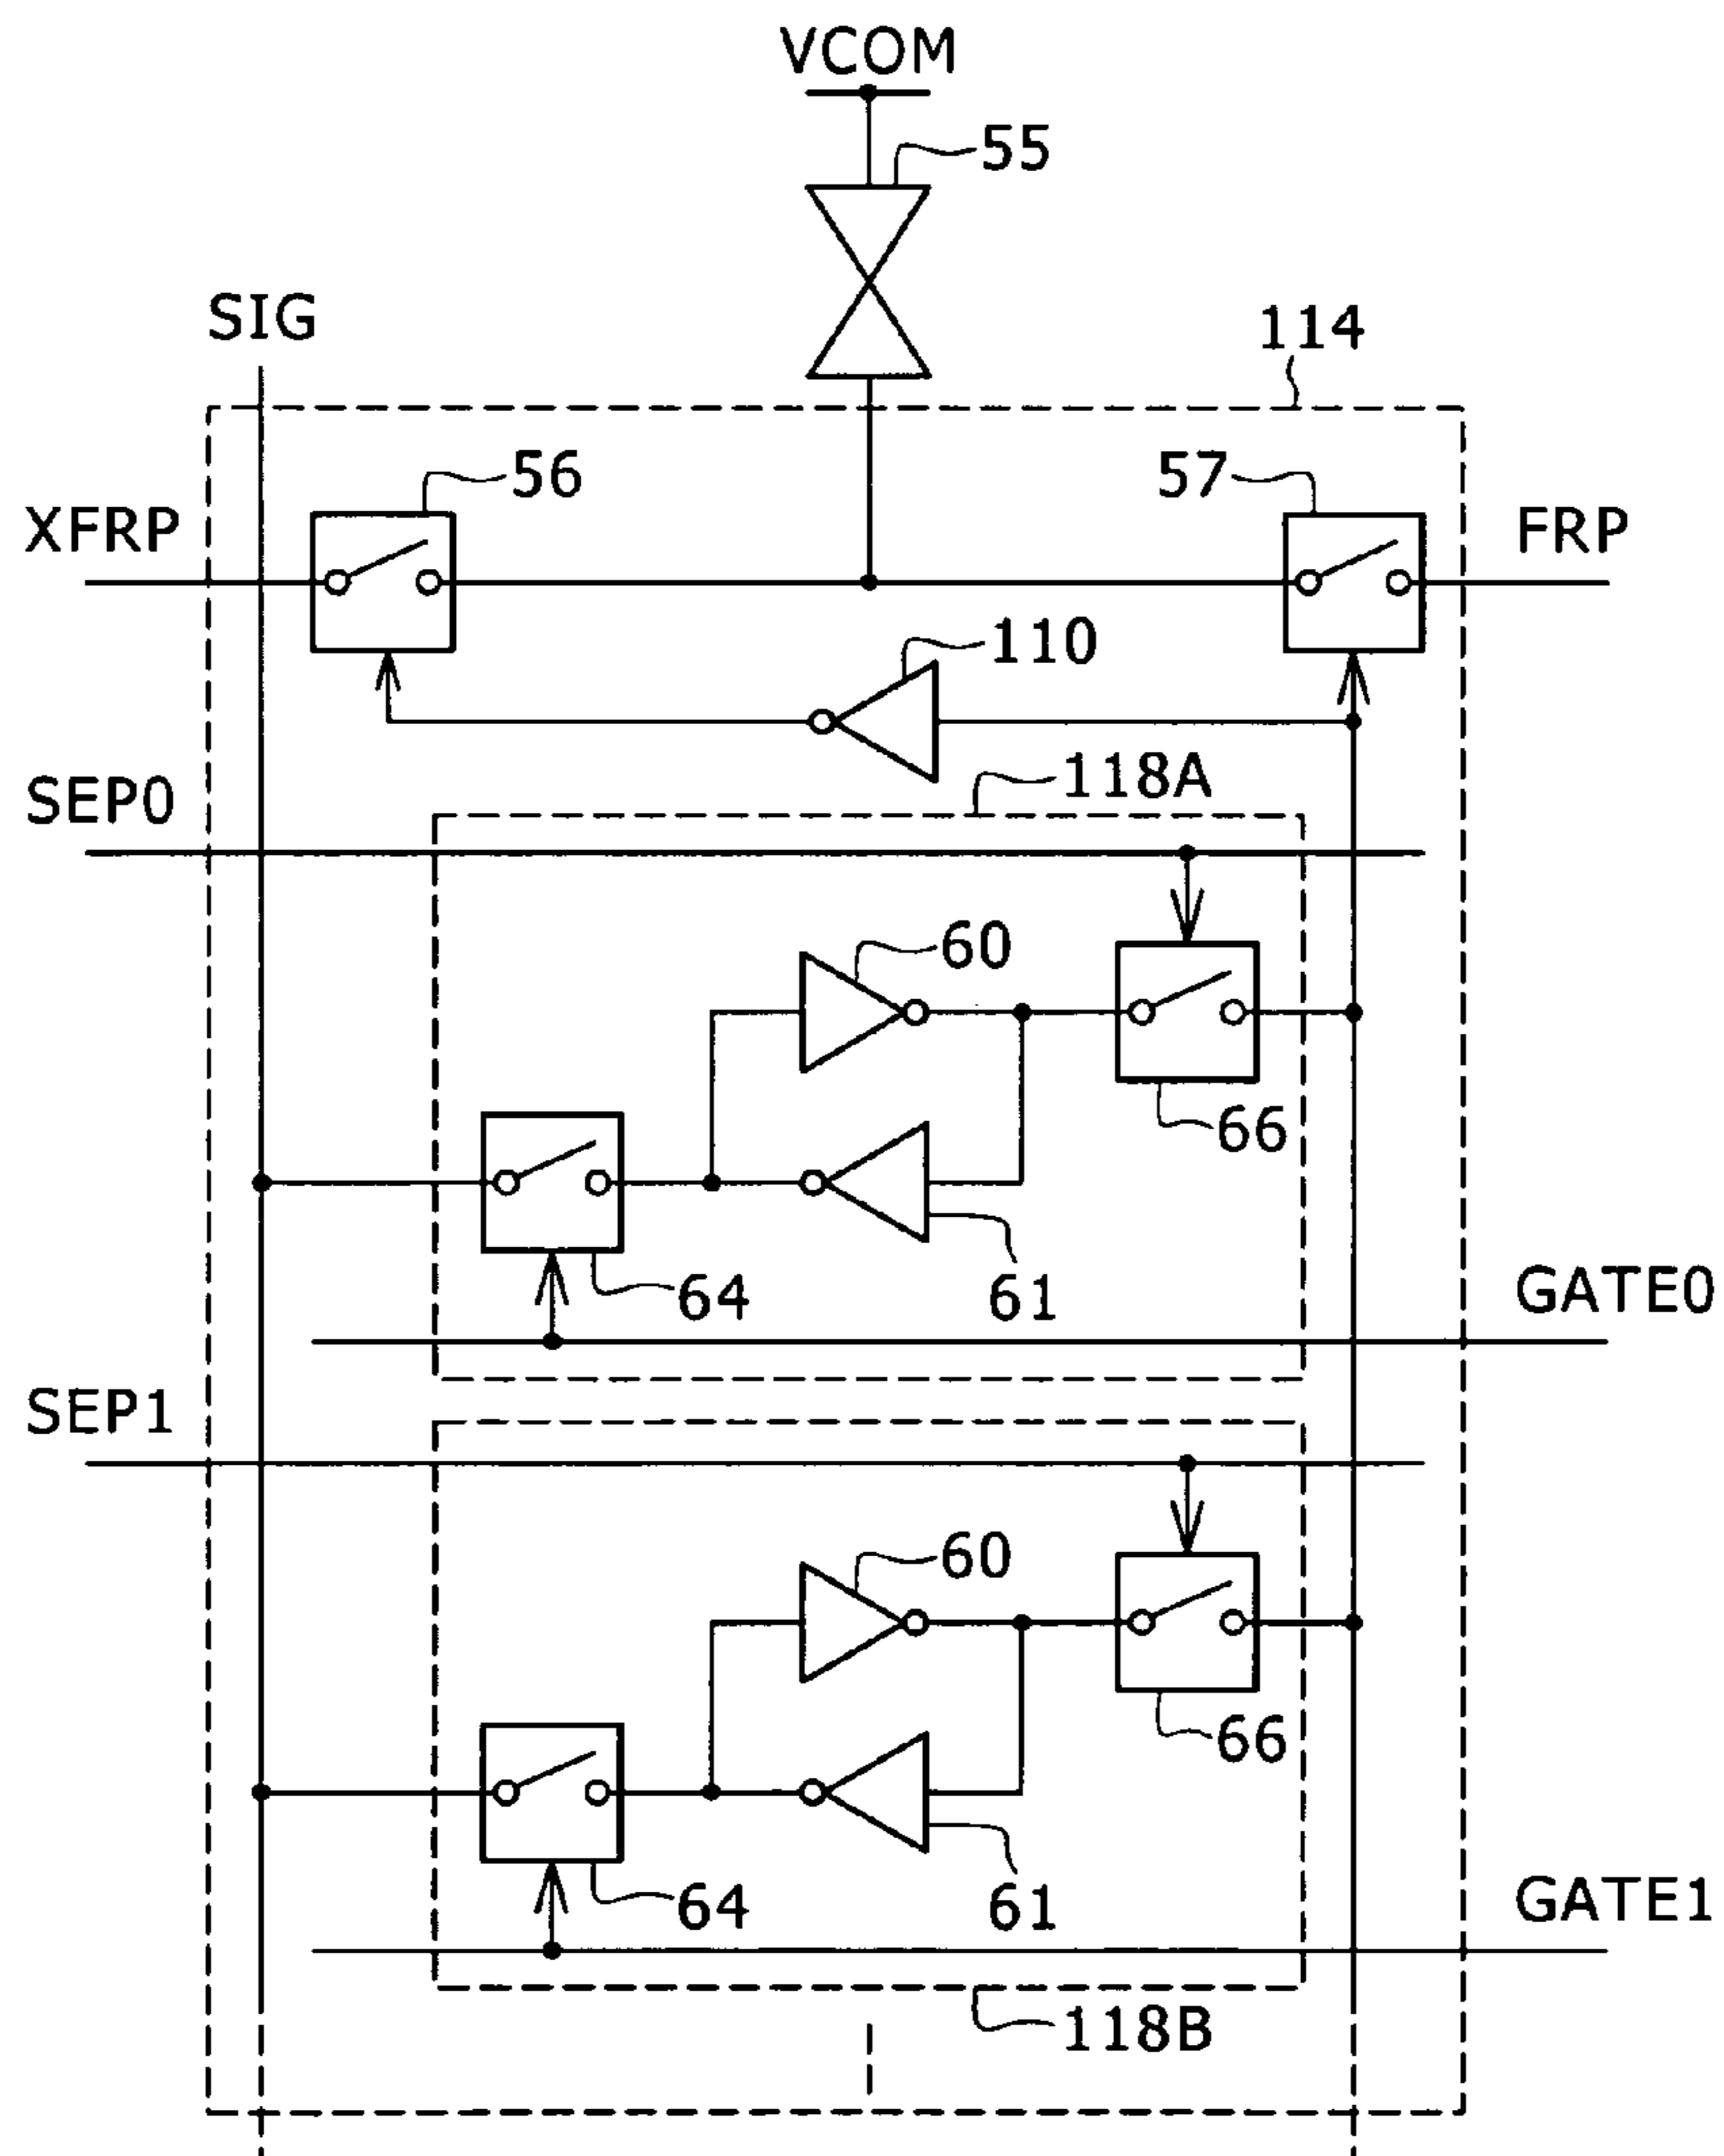 VCOM
55
SIG
114
56
57
XFRP
FRP
110
SEP0
118A
60
66
64
61
GATE0
SEP1
60
66
64
61
GATE1
118B